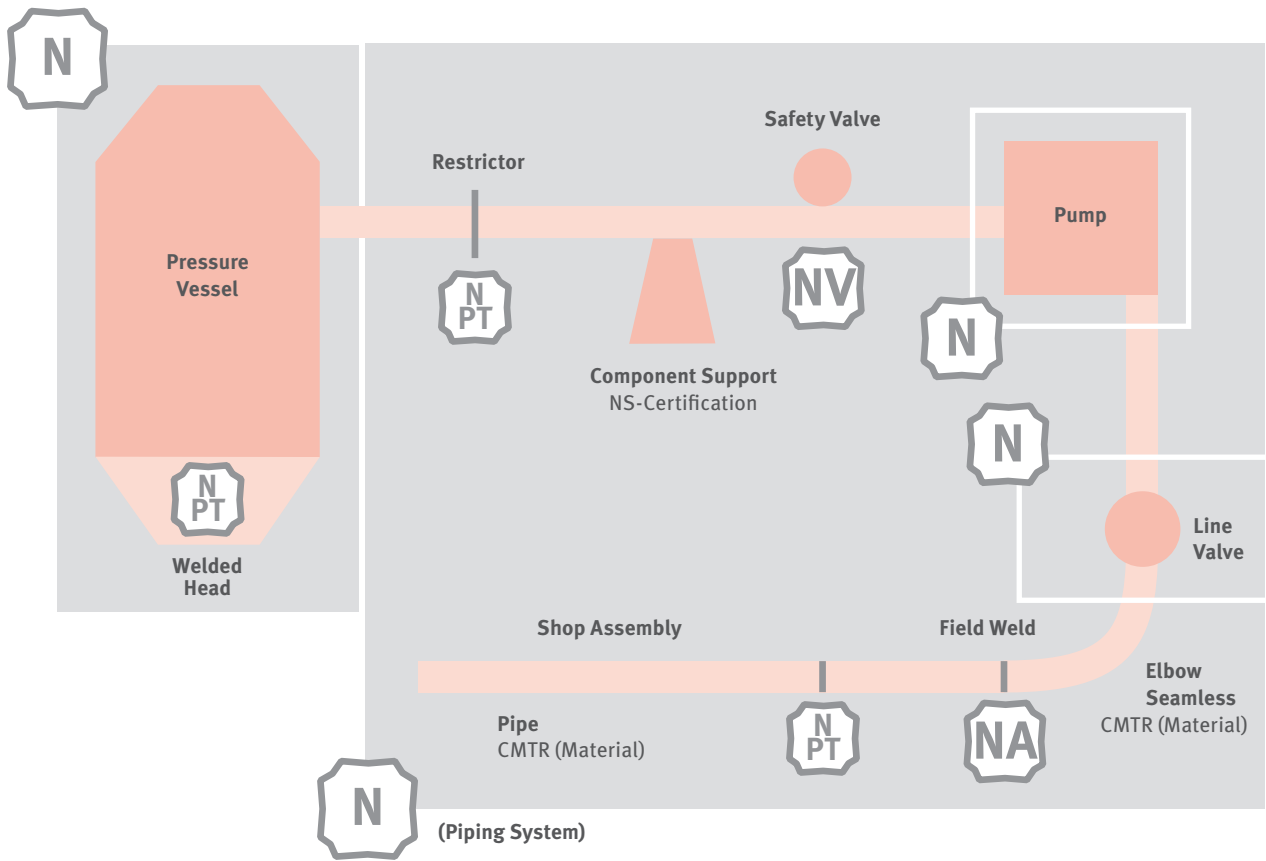 N
Safety Valve
Restrictor
Pump
Pressure
Vessel
N
PT
NV
N
Component Support
NS-Certification
N
N
PT
Line
Valve
Welded
Head
Shop Assembly
Field Weld
Elbow
Seamless
CMTR (Material)
Pipe
CMTR (Material)
N
PT
NA
N
(Piping System)